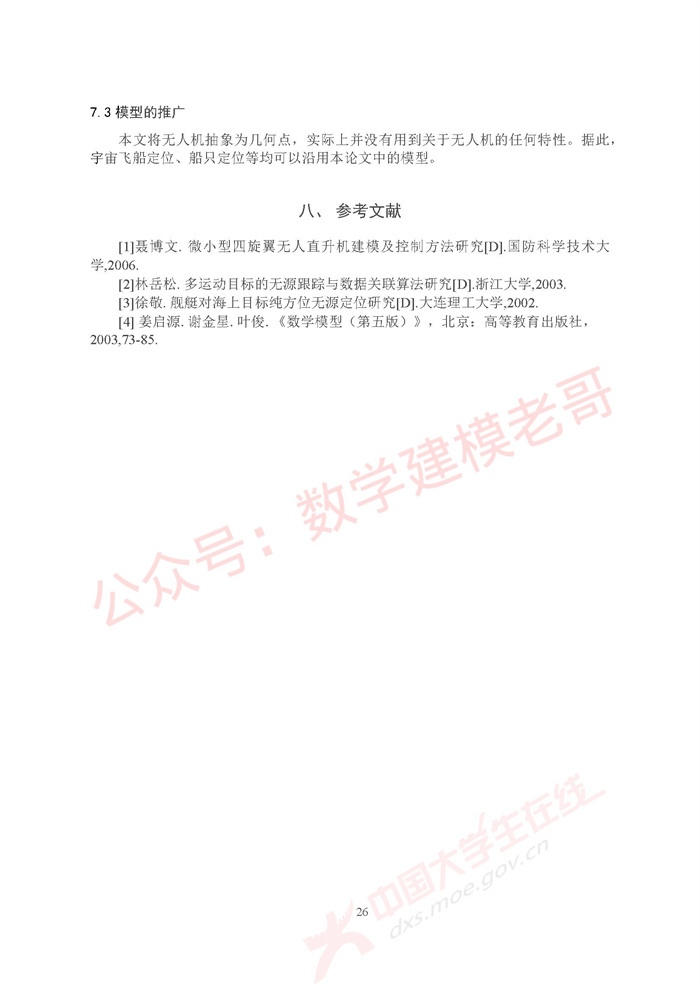 7.3 模型的推广
本文将无人机抽象为几何点，实际上并没有用到关于无人机的任何特性。据此，
宇宙飞船定位、船只定位等均可以沿用本论文中的模型。
八、 参考文献
[1]聂博文. 微小型四旋翼无人直升机建模及控制方法研究[D].国防科学技术大
学,2006.
[2]林岳松. 多运动目标的无源跟踪与数据关联算法研究[D].浙江大学,2003.
[3]徐敬. 舰艇对海上目标纯方位无源定位研究[D].大连理工大学,2002.
[4] 姜启源. 谢金星. 叶俊. 《数学模型（第五版）》，北京：高等教育出版社，
2003,73-85.
公众号：数学建模老哥
中国大学生在线
dxs.moe.gov.cn
26